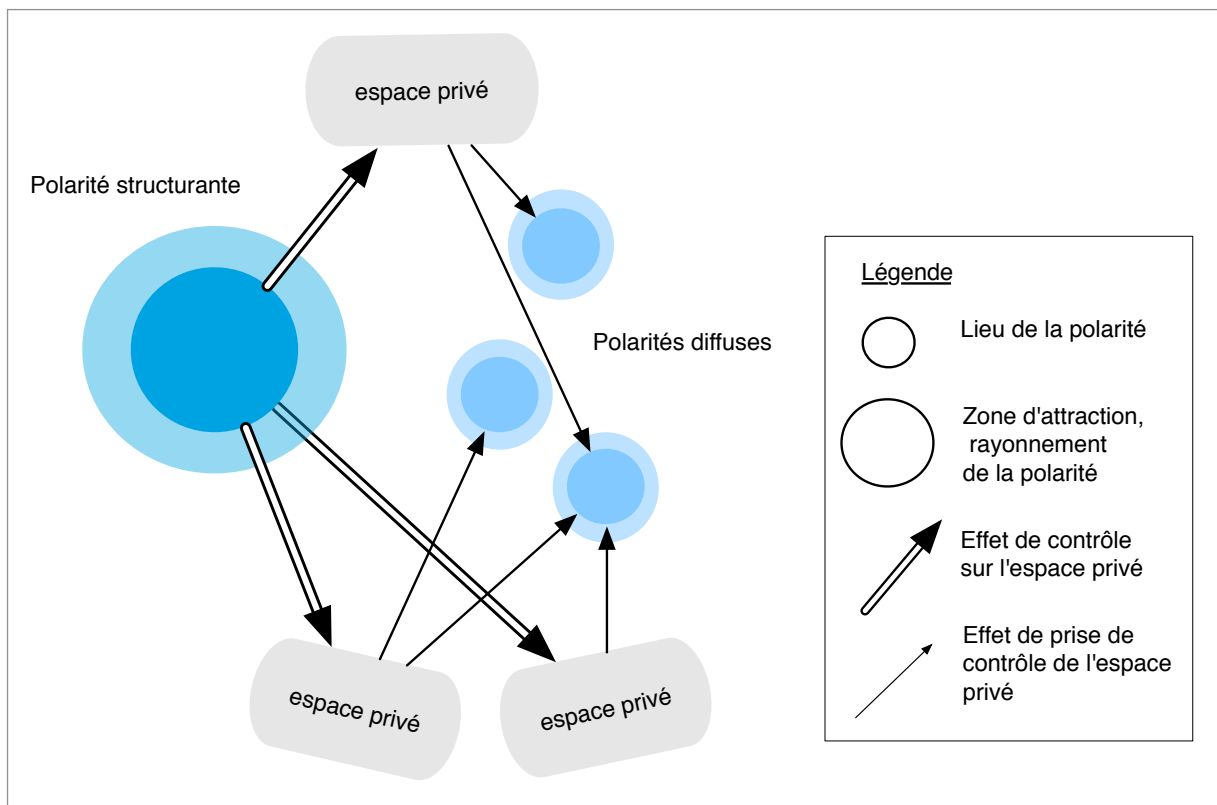 espace privé
Polarité structurante
Polarités diffuses
espace privé
espace privé
Légende
Lieu de la polarité
Zone d'attraction,
rayonnement
de la polarité
Effet de contrôle
sur l'espace privé
Effet de prise de
contrôle de l'espace
privé